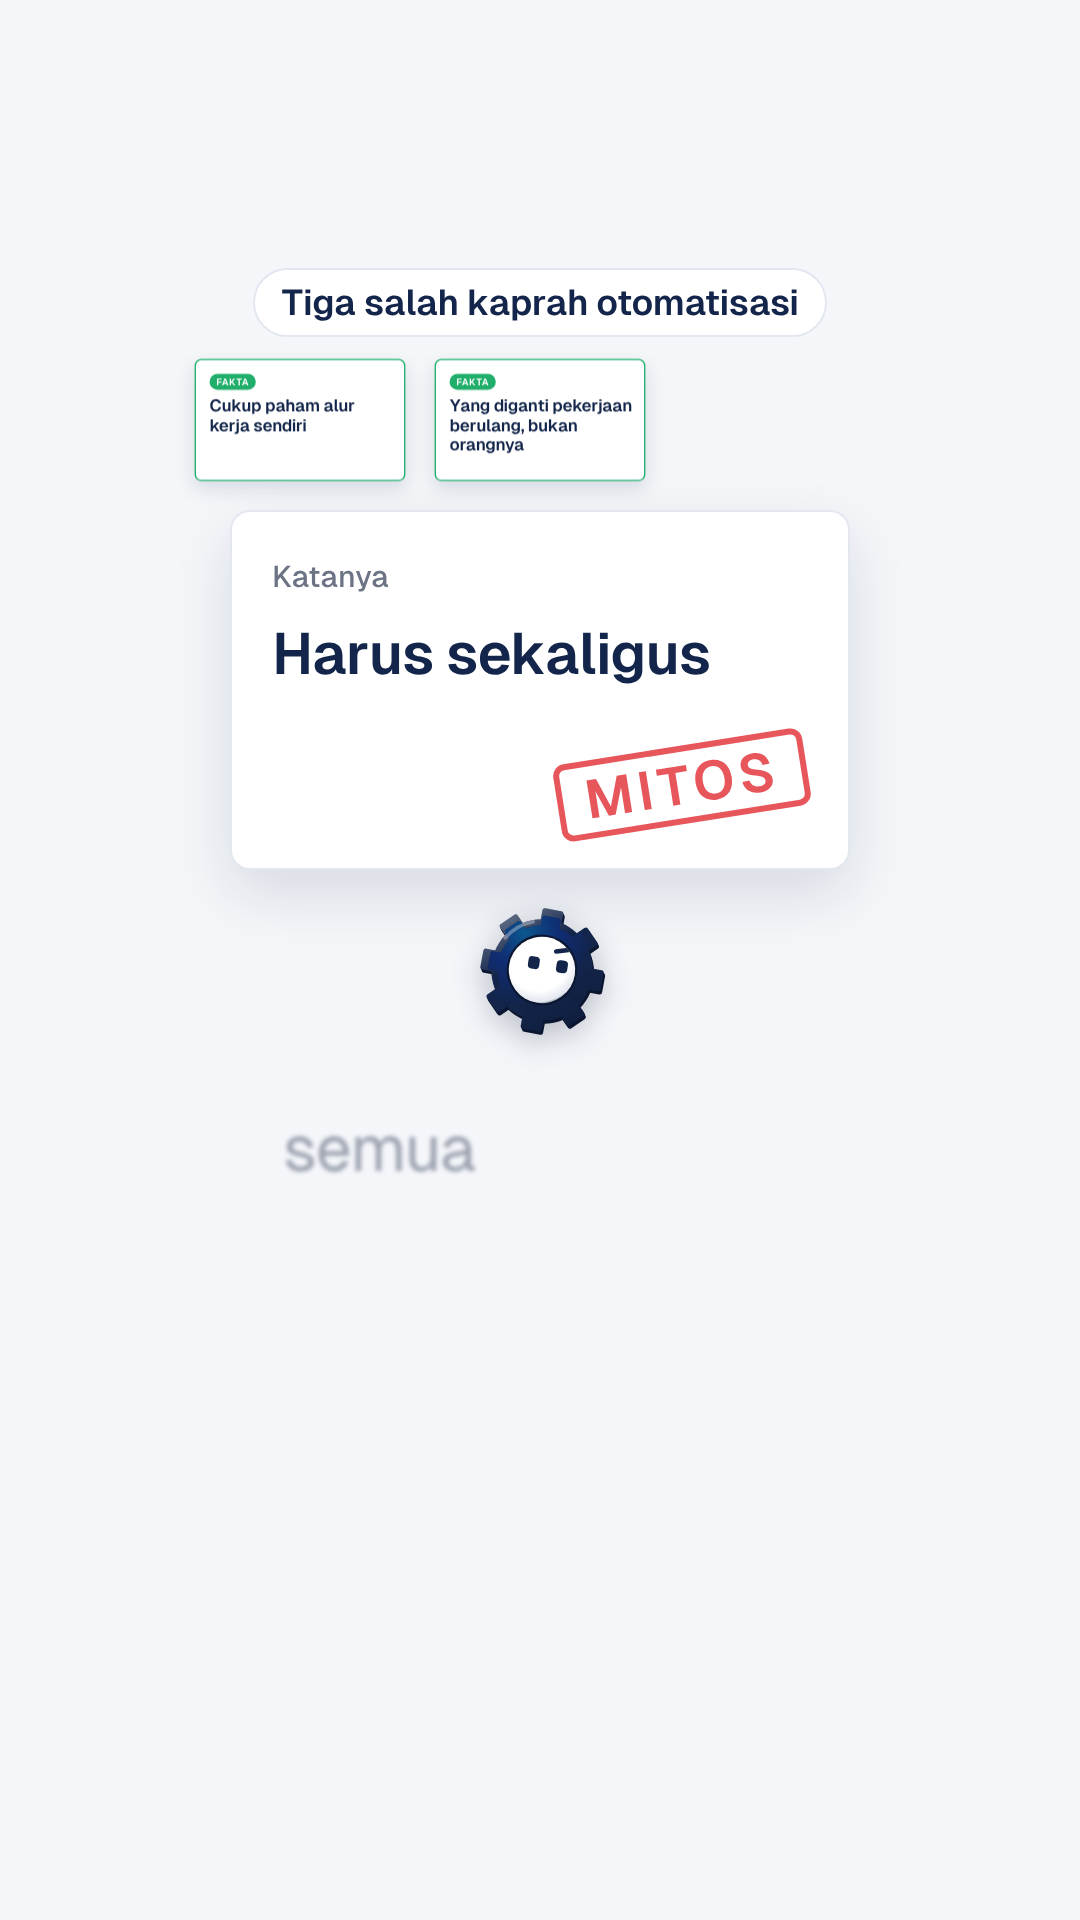 Tiga salah kaprah otomatisasi
FAKTA
Cukup paham alur
kerja sendiri
FAKTA
Yang diganti pekerjaan
berulang, bukan
orangnya
Katanya
Harus sekaligus
MITOS
semua